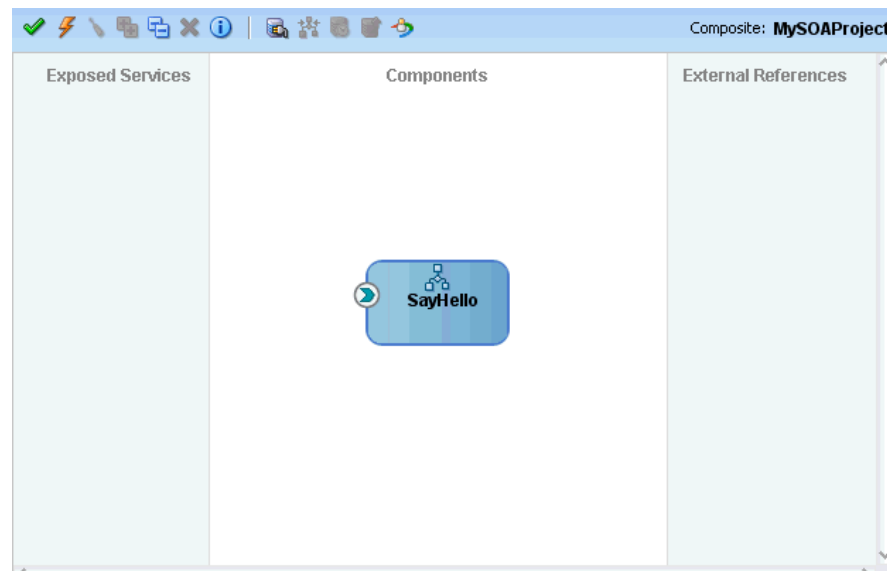 Composite: MySOAProject
Exposed Services
Components
External References
SayHello